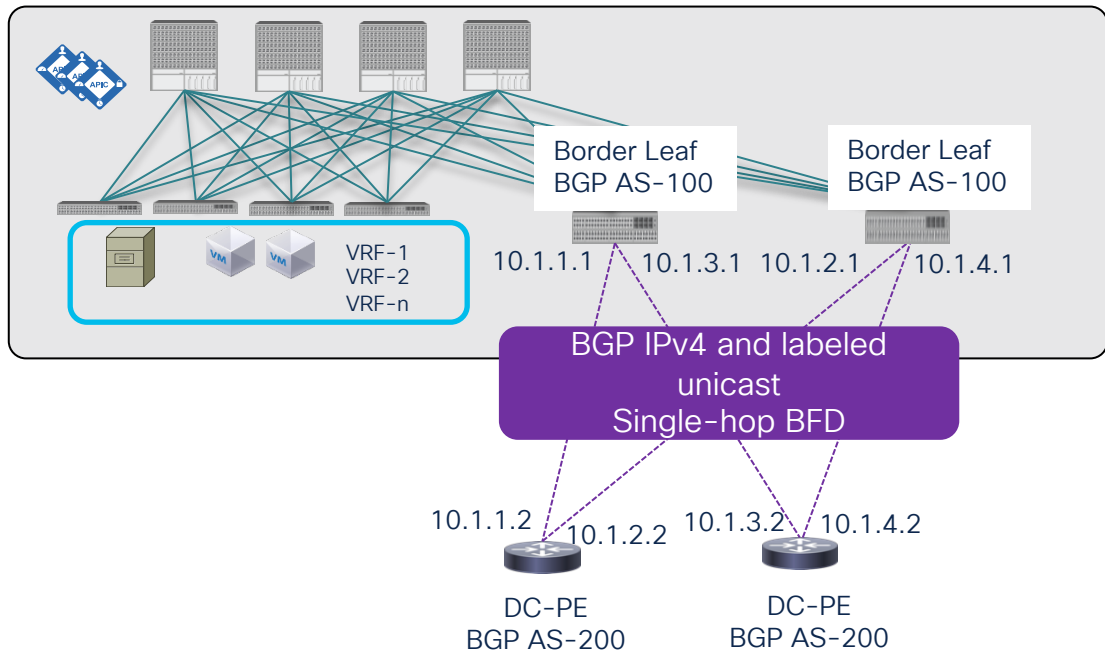 APIC
Border Leaf
BGP AS-100
Border Leaf
BGP AS-100
VM
VM
VRF-1
VRF-2
VRF-n
10.1.1.1
10.1.3.1
10.1.2.1
10.1.4.1
BGP IPv4 and labeled
unicast
Single-hop BFD
10.1.1.2
10.1.2.2
10.1.3.2
10.1.4.2
DC-PE
BGP AS-200
DC-PE
BGP AS-200